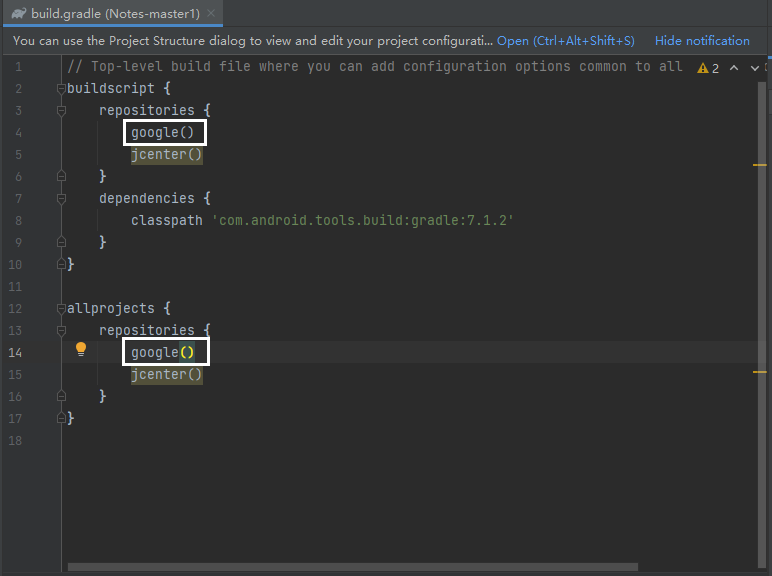 build.gradle (Notes-master1)
You can use the Project Structure dialog to view and edit your project configurati... Open (Ctrl+Alt+Shift+S) Hide notification
1 // Top-level build file where you can add configuration options common to all 2
2 buildscript {
3 repositories {
4 google()
5 jcenter()
6 }
7 dependencies {
8 classpath 'com.android.tools.build:gradle:7.1.2'
9 }
10 }
11
12 allprojects {
13 repositories {
14 google()
15 jcenter()
16 }
17 }
18